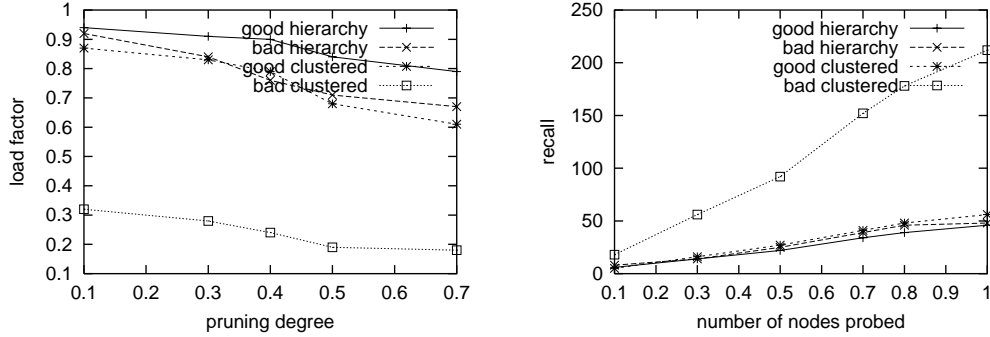 1
0.9
0.8
0.7
0.6
0.5
0.4
0.3
0.2
0.1
load factor
good hierarchy
bad hierarchy
good clustered
bad clustered
0.1 0.2 0.3 0.4 0.5 0.6 0.7
pruning degree
250
200
150
100
50
0
recall
good hierarchy
bad hierarchy
good clustered
bad clustered
0.1 0.2 0.3 0.4 0.5 0.6 0.7 0.8 0.9 1
number of nodes probed